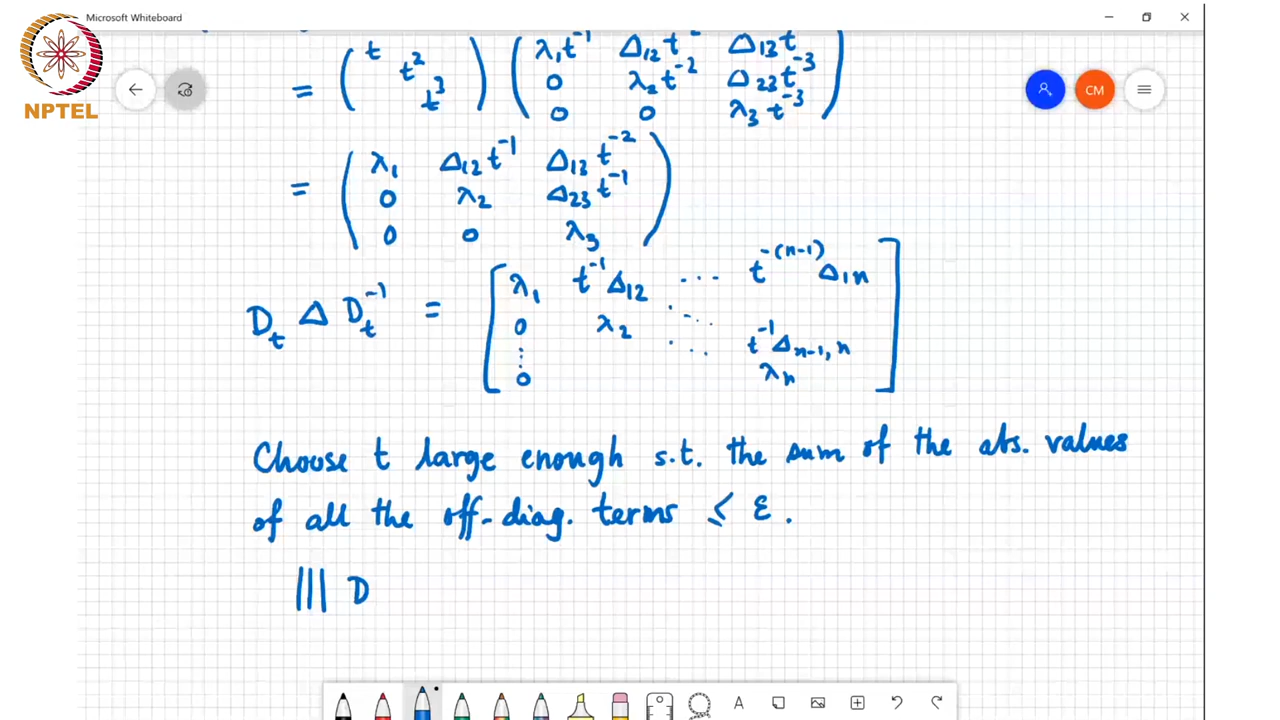 Microsoft Whiteboard
NPTEL
CM
= ( t t² t³ ) ( λ₁t⁻¹ Δ₁₂t⁻ Δ₁₃t
0 λ₂t⁻² Δ₂₃t⁻³
0 0 λ₃t⁻³ )
= ( λ₁ Δ₁₂t⁻¹ Δ₁₃t⁻²
0 λ₂ Δ₂₃t⁻¹
0 0 λ₃ )
D_t Δ D_t⁻¹ = [ λ₁ t⁻¹Δ₁₂ ... t^-(n-1) Δ₁n
0 λ₂ ⋱
⋮ ⋱ t⁻¹Δ_n-1,n
0 λn ]
Choose t large enough s.t. the sum of the abs. values
of all the off-diag. terms ≤ ε.
||| D